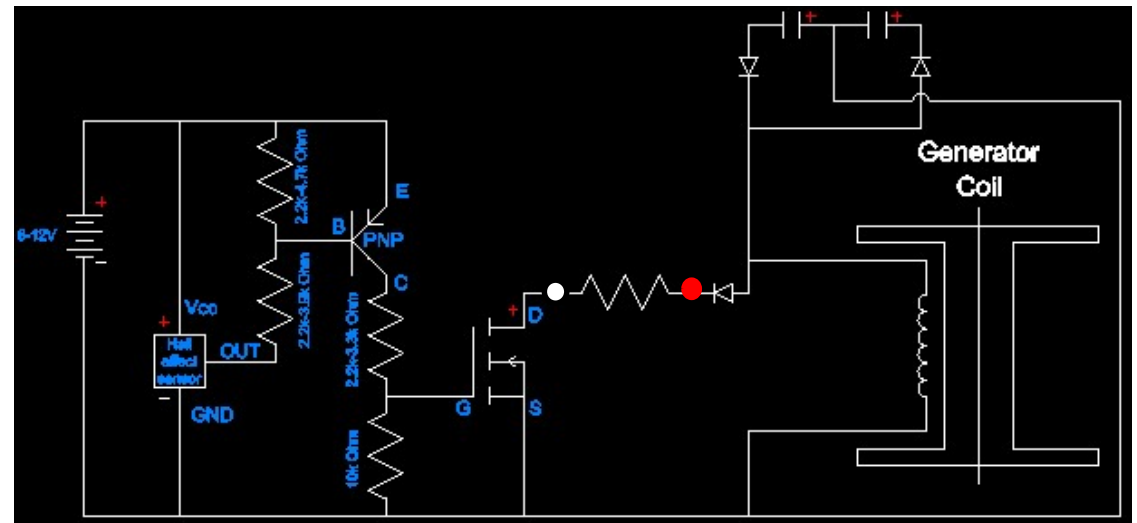 Generator
Coil
2.2k-4.7k Ohm
E
B
PNP
6-12V
C
2.2k-3.9k Ohm
Vcc
+
D
2.2k-3.3k Ohm
Hall
affect
sensor
OUT
GND
G
S
10k Ohm